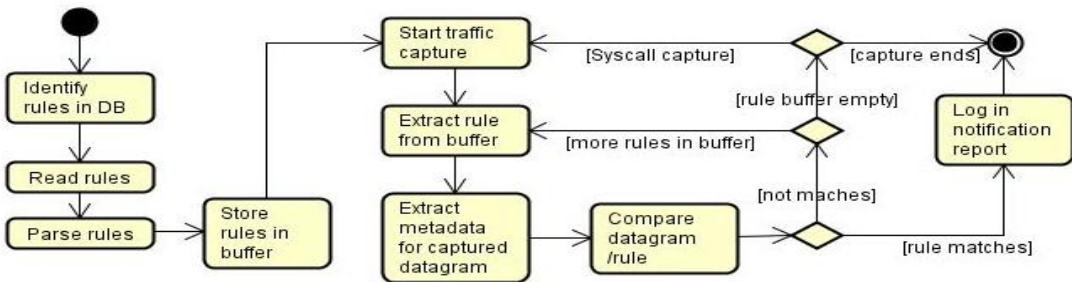 Identify
rules in DB
Read rules
Parse rules
Store
rules in
buffer
Start traffic
capture
Extract rule
from buffer
Extract
metadata
for captured
datagram
Compare
datagram
/rule
[not maches]
[rule matches]
[more rules in buffer]
[rule buffer empty]
[Syscall capture]
[capture ends]
Log in
notification
report